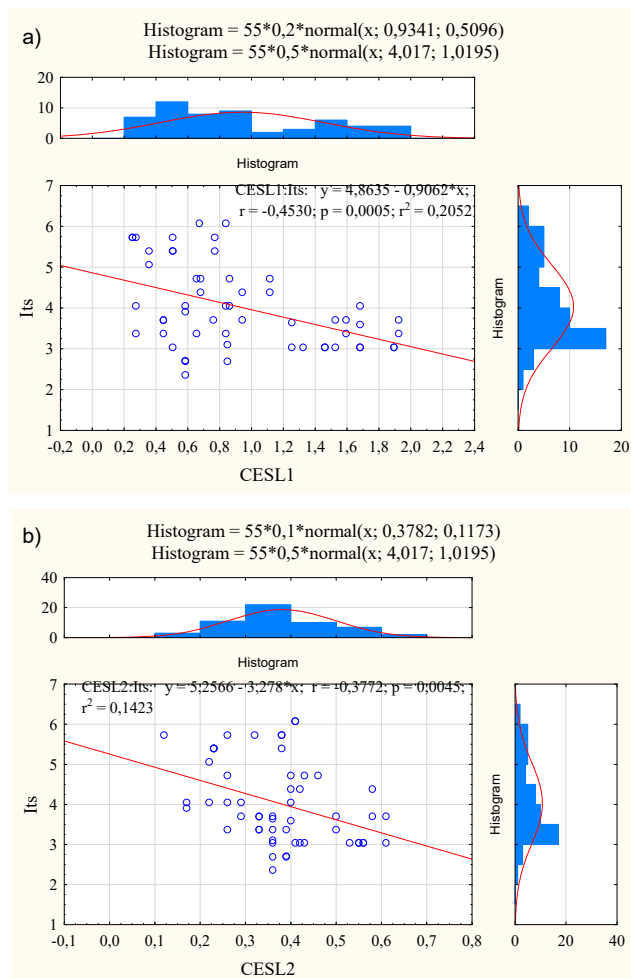 a)
Histogram = 55*0,2*normal(x; 0,9341; 0,5096)
Histogram = 55*0,5*normal(x; 4,017; 1,0195)
20
10
0
Histogram
CESL1:Its: y = 4,8635 - 0,9062*x;
r = -0,4530; p = 0,0005; r² = 0,2052
7
6
5
4
3
2
1
Its
-0,2 0,0 0,2 0,4 0,6 0,8 1,0 1,2 1,4 1,6 1,8 2,0 2,2 2,4
CESL1
Histogram
0 10 20
b)
Histogram = 55*0,1*normal(x; 0,3782; 0,1173)
Histogram = 55*0,5*normal(x; 4,017; 1,0195)
40
20
0
Histogram
CESL2:Its: y = 5,2566 - 3,278*x; r = -0,3772; p = 0,0045;
r² = 0,1423
7
6
5
4
3
2
1
Its
-0,1 0,0 0,1 0,2 0,3 0,4 0,5 0,6 0,7 0,8
CESL2
Histogram
0 20 40